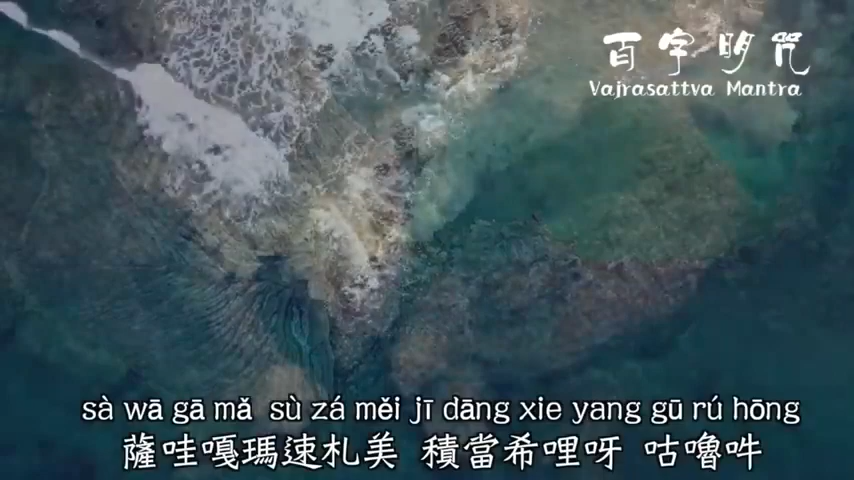 百字明咒
Vajrasattva Mantra
sà wā gā mǎ sù zá měi jī dāng xie yang gū rú hōng
薩哇嘎瑪速札美 積當希哩呀 咕嚕吽